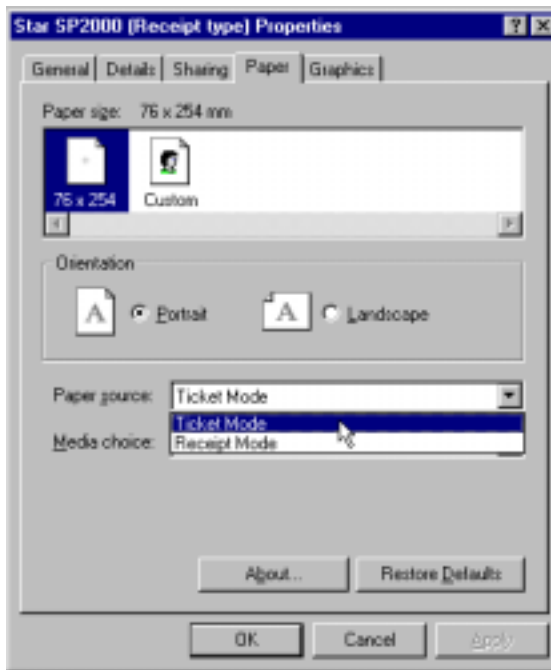 Star SP2000 (Receipt type) Properties
General Details Sharing Paper Graphics
Paper size: 76 x 254 mm
76 x 254 Custom
Orientation
A Portrait A Landscape
Paper source: Ticket Mode
Ticket Mode
Media choice: Receipt Mode
About... Restore Defaults
OK Cancel Apply